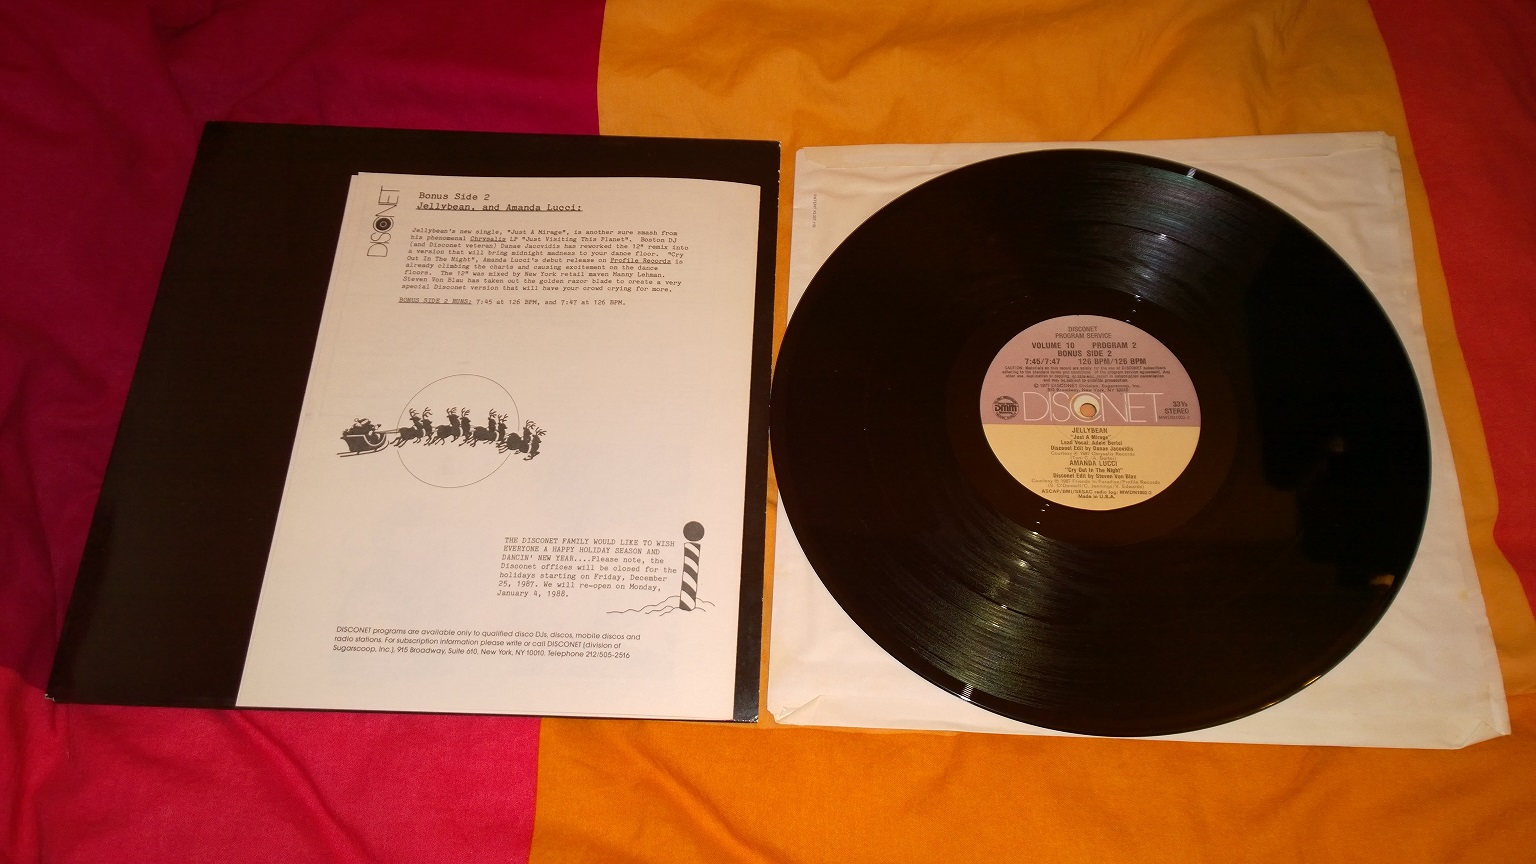 DISCONET
Bonus Side 2
Jellybean, and Amanda Lucci:
Jellybean's new single, "Just A Mirage", is another sure smash from
his phenomenal Chrysalis LP "Just Visiting This Planet". Boston DJ
(and Disconet veteran) Danae Jacovidis has reworked the 12" remix into
a version that will bring midnight madness to your dance floor. "Cry
Out In The Night", Amanda Lucci's debut release on Profile Records is
already climbing the charts and causing excitement on the dance
floors. The 12" was mixed by New York retail maven Manny Lehman.
Steven Von Blau has taken out the golden razor blade to create a very
special Disconet version that will have your crowd crying for more.
BONUS SIDE 2 RUNS: 7:45 at 126 BPM, and 7:47 at 126 BPM.
THE DISCONET FAMILY WOULD LIKE TO WISH
EVERYONE A HAPPY HOLIDAY SEASON AND
DANCIN' NEW YEAR....Please note, the
Disconet offices will be closed for the
holidays starting on Friday, December
25, 1987. We will re-open on Monday,
January 4, 1988.
DISCONET programs are available only to qualified disco DJs, discos, mobile discos and
radio stations. For subscription information please write or call DISCONET (division of
Sugarscoop, Inc.), 915 Broadway, Suite 610, New York, NY 10010. Telephone 212/505-2516
DISCONET
PROGRAM SERVICE
VOLUME 10 PROGRAM 2
BONUS SIDE 2
7:45/7:47 126 BPM/126 BPM
DMM
DISCONET
33⅓
STEREO
JELLYBEAN
"Just A Mirage"
Lead Vocal: Adele Bertei
Disconet Edit by Danae Jacovidis
Courtesy of 1987 Chrysalis Records
AMANDA LUCCI
"Cry Out In The Night"
Disconet Edit by Steven Von Blau
Made in U.S.A.